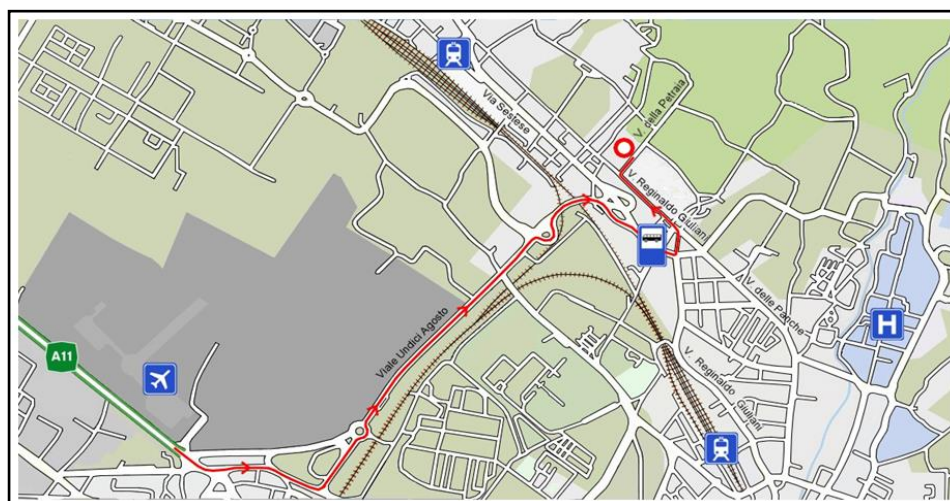 Via Sestese
V. della Petraia
V. Reginaldo Giuliani
Viale Undici Agosto
V. delle Panche
H
A11
V. Reginaldo Giuliani